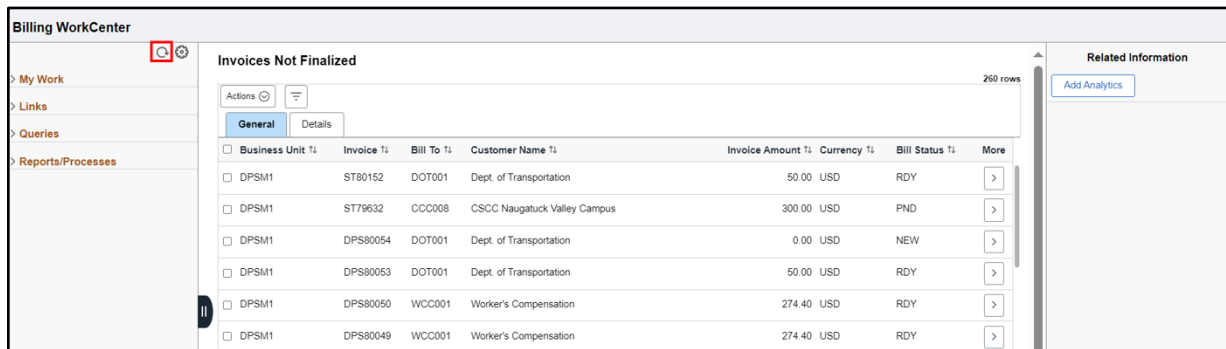 Billing WorkCenter
My Work
Links
Queries
Reports/Processes
Invoices Not Finalized
260 rows
Actions
General Details
Business Unit Invoice Bill To Customer Name Invoice Amount Currency Bill Status More
DPSM1 ST80152 DOT001 Dept. of Transportation 50.00 USD RDY
DPSM1 ST79632 CCC008 CSCC Naugatuck Valley Campus 300.00 USD PND
DPSM1 DPS80054 DOT001 Dept. of Transportation 0.00 USD NEW
DPSM1 DPS80053 DOT001 Dept. of Transportation 50.00 USD RDY
DPSM1 DPS80050 WCC001 Worker's Compensation 274.40 USD RDY
DPSM1 DPS80049 WCC001 Worker's Compensation 274.40 USD RDY
Related Information
Add Analytics